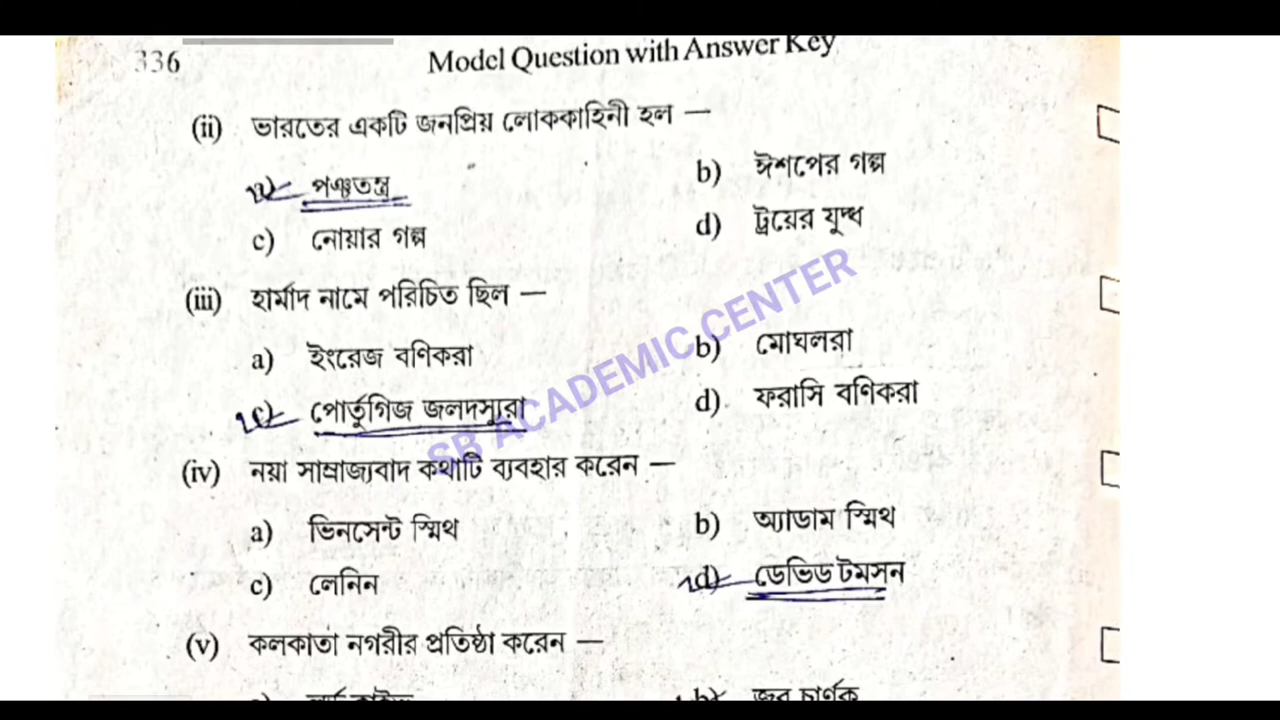 336
Model Question with Answer Key
(ii) ভারতের একটি জনপ্রিয় লোককাহিনী হল —
a) পঞ্চতন্ত্র b) ঈশপের গল্প
c) নোয়ার গল্প d) ট্রয়ের যুদ্ধ
(iii) হার্মাদ নামে পরিচিত ছিল —
a) ইংরেজ বণিকরা b) মোঘলরা
c) পোর্তুগিজ জলদস্যুরা d) ফরাসি বণিকরা
SB ACADEMIC CENTER
(iv) নয়া সাম্রাজ্যবাদ কথাটি ব্যবহার করেন —
a) ভিনসেন্ট স্মিথ b) অ্যাডাম স্মিথ
c) লেনিন d) ডেভিড টমসন
(v) কলকাতা নগরীর প্রতিষ্ঠা করেন —
b) জব চার্ণক